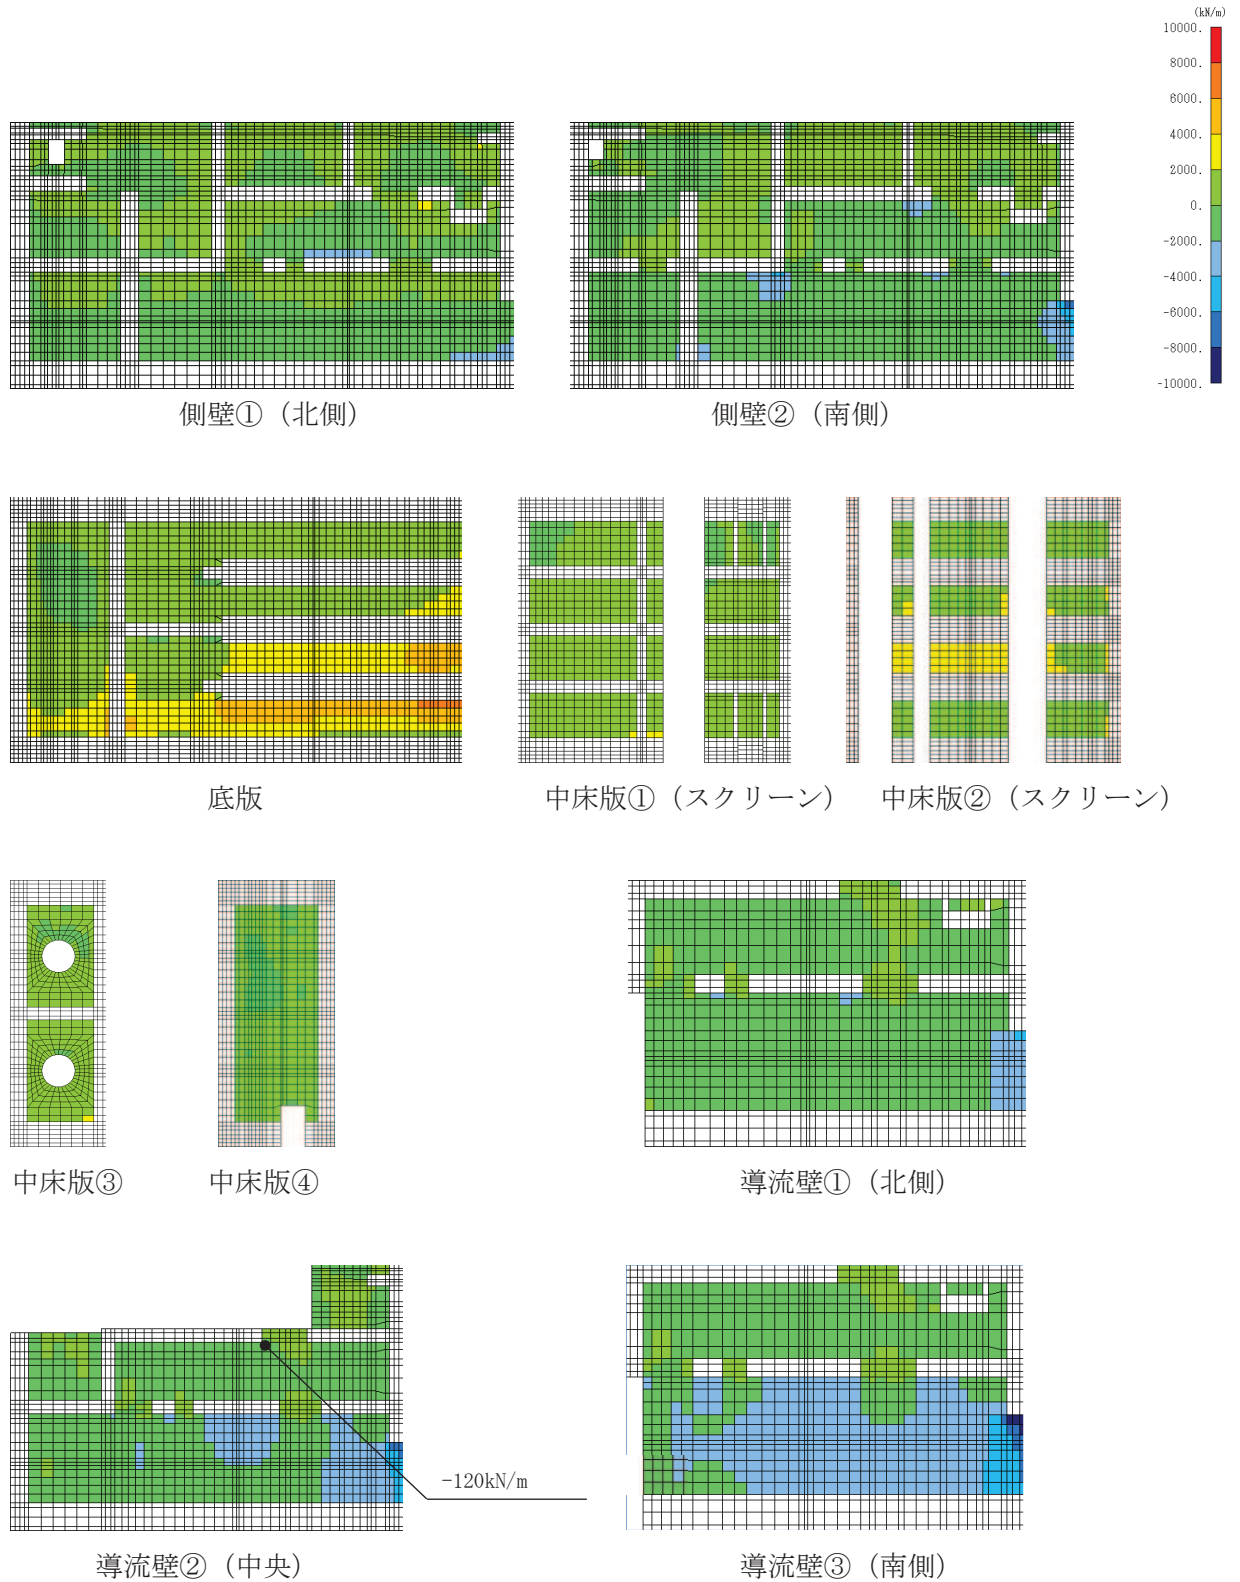 (kN/m)
10000.
8000.
6000.
4000.
2000.
0.
-2000.
-4000.
-6000.
-8000.
-10000.
側壁①（北側）
側壁②（南側）
底版
中床版①（スクリーン）
中床版②（スクリーン）
中床版③
中床版④
導流壁①（北側）
-120kN/m
導流壁②（中央）
導流壁③（南側）